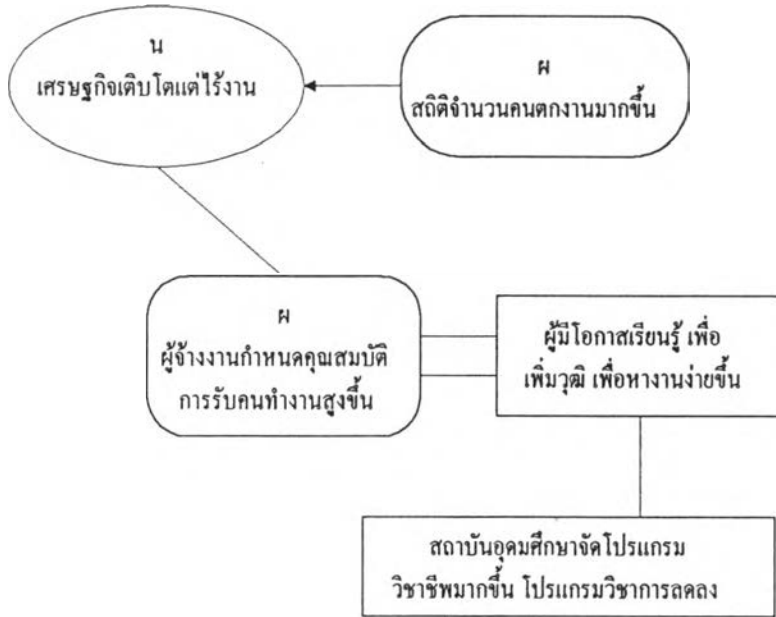 น
เศรษฐกิจเติบโตแต่ไร้งาน
ผ
สถิติจำนวนคนตกงานมากขึ้น
ผ
ผู้จ้างงานกำหนดคุณสมบัติ
การรับคนทำงานสูงขึ้น
ผู้มีโอกาสเรียนรู้ เพื่อ
เพิ่มวุฒิ เพื่อหางานง่ายขึ้น
สถาบันอุดมศึกษาจัดโปรแกรม
วิชาชีพมากขึ้น โปรแกรมวิชาการลดลง